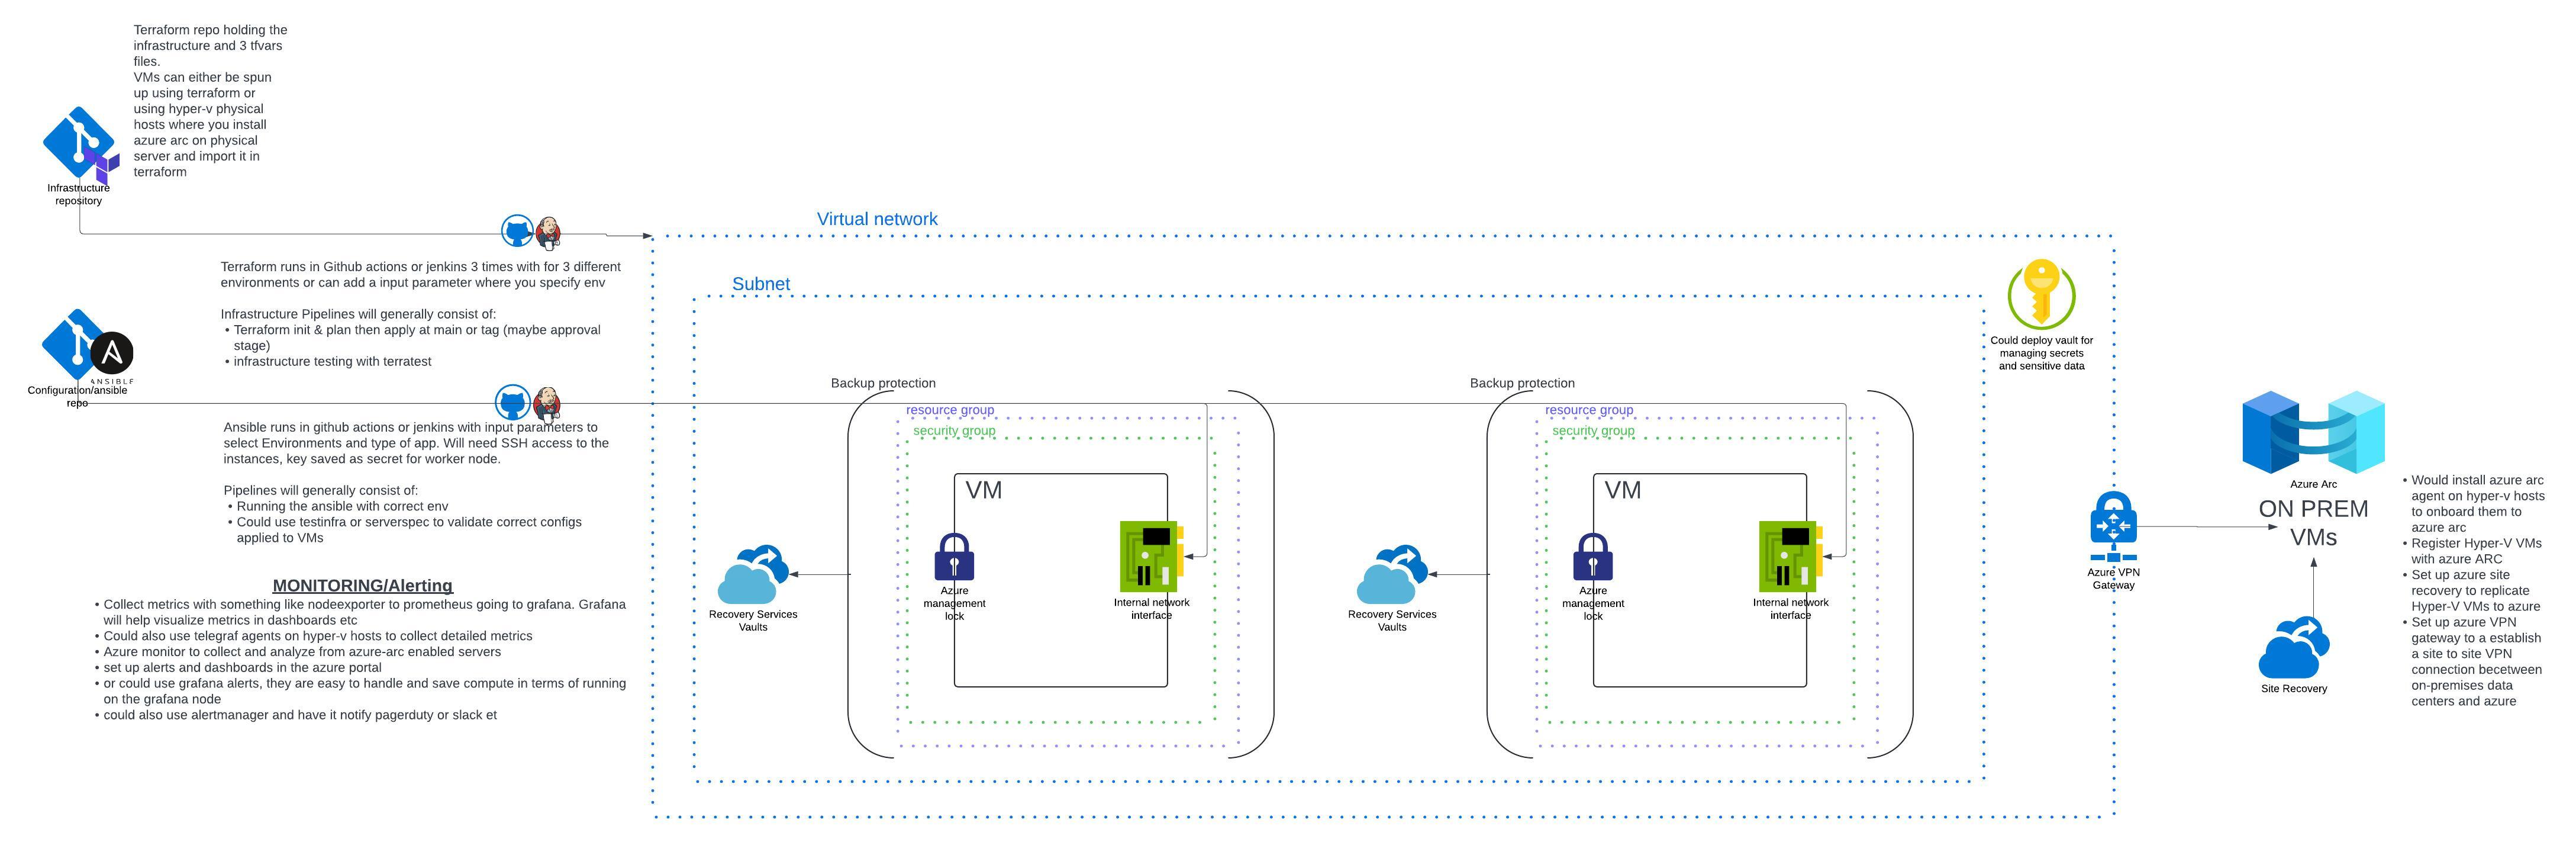 Terraform repo holding the
infrastructure and 3 tfvars
files.
VMs can either be spun
up using terraform or
using hyper-v physical
hosts where you install
azure arc on physical
server and import it in
terraform
Infrastructure
repository
Terraform runs in Github actions or jenkins 3 times with for 3 different
environments or can add a input parameter where you specify env
Infrastructure Pipelines will generally consist of:
• Terraform init & plan then apply at main or tag (maybe approval
stage)
• infrastructure testing with terratest
ANSIBLE
Configuration/ansible
repo
Ansible runs in github actions or jenkins with input parameters to
select Environments and type of app. Will need SSH access to the
instances, key saved as secret for worker node.
Pipelines will generally consist of:
• Running the ansible with correct env
• Could use testinfra or serverspec to validate correct configs
applied to VMs
MONITORING/Alerting
• Collect metrics with something like nodeexporter to prometheus going to grafana. Grafana
will help visualize metrics in dashboards etc
• Could also use telegraf agents on hyper-v hosts to collect detailed metrics
• Azure monitor to collect and analyze from azure-arc enabled servers
• set up alerts and dashboards in the azure portal
• or could use grafana alerts, they are easy to handle and save compute in terms of running
on the grafana node
• could also use alertmanager and have it notify pagerduty or slack et
Virtual network
Subnet
Backup protection
resource group
security group
VM
Azure
management
lock
Internal network
interface
Recovery Services
Vaults
Backup protection
resource group
security group
VM
Azure
management
lock
Internal network
interface
Recovery Services
Vaults
Could deploy vault for
managing secrets
and sensitive data
Azure VPN
Gateway
Azure Arc
ON PREM
VMs
Site Recovery
• Would install azure arc
agent on hyper-v hosts
to onboard them to
azure arc
• Register Hyper-V VMs
with azure ARC
• Set up azure site
recovery to replicate
Hyper-V VMs to azure
• Set up azure VPN
gateway to a establish
a site to site VPN
connection becetween
on-premises data
centers and azure